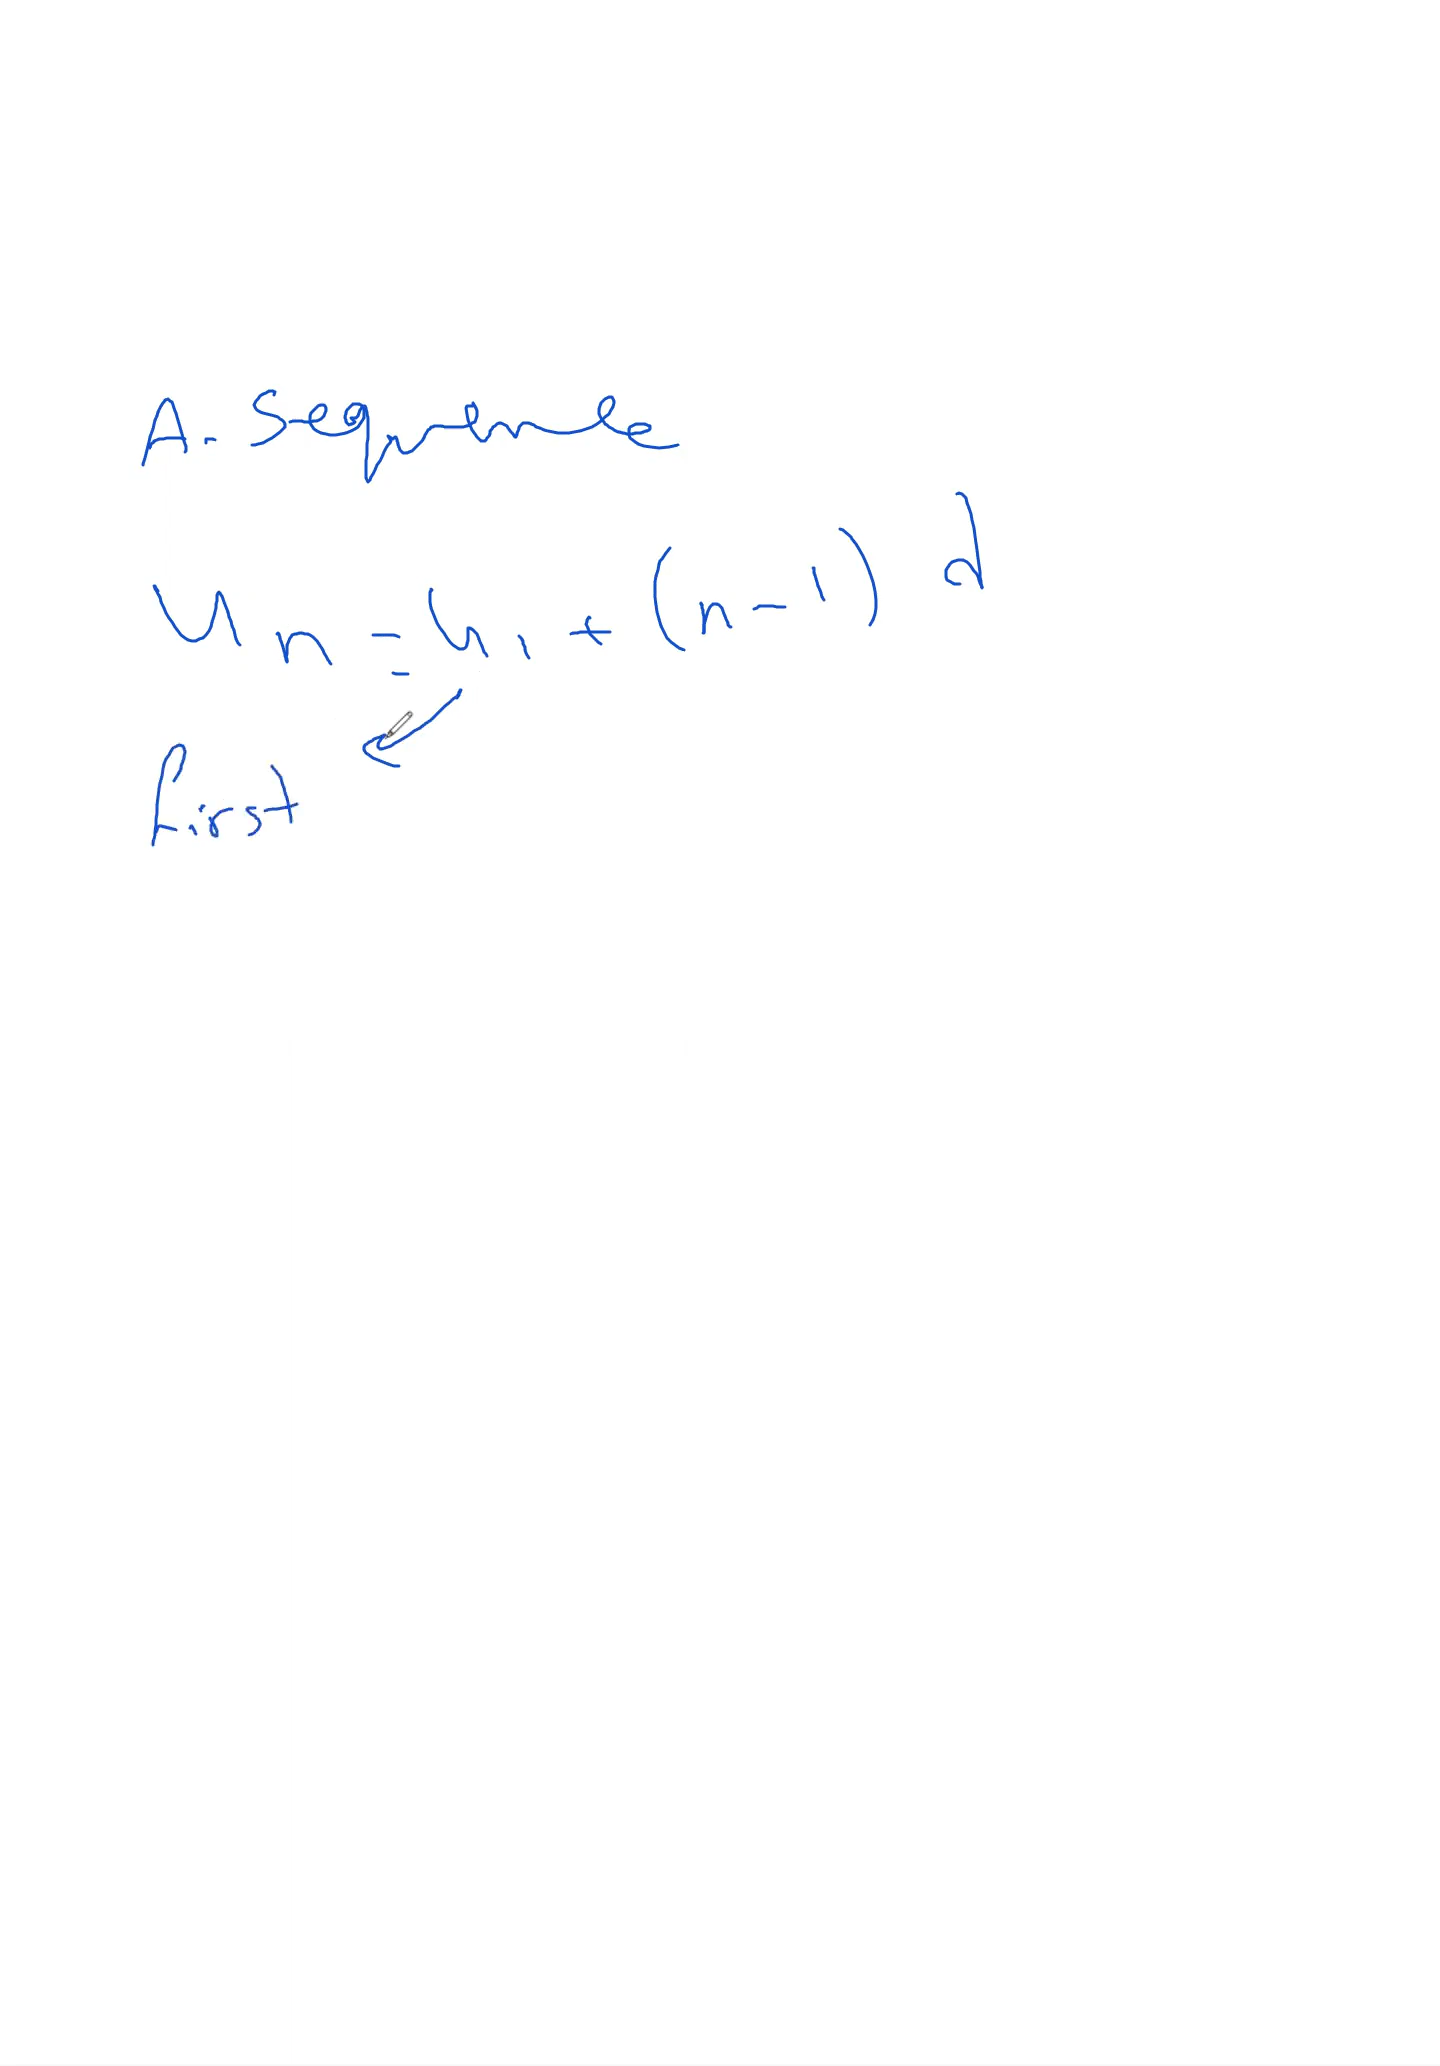 A. Sequence
Un = U1 + (n-1) d
first